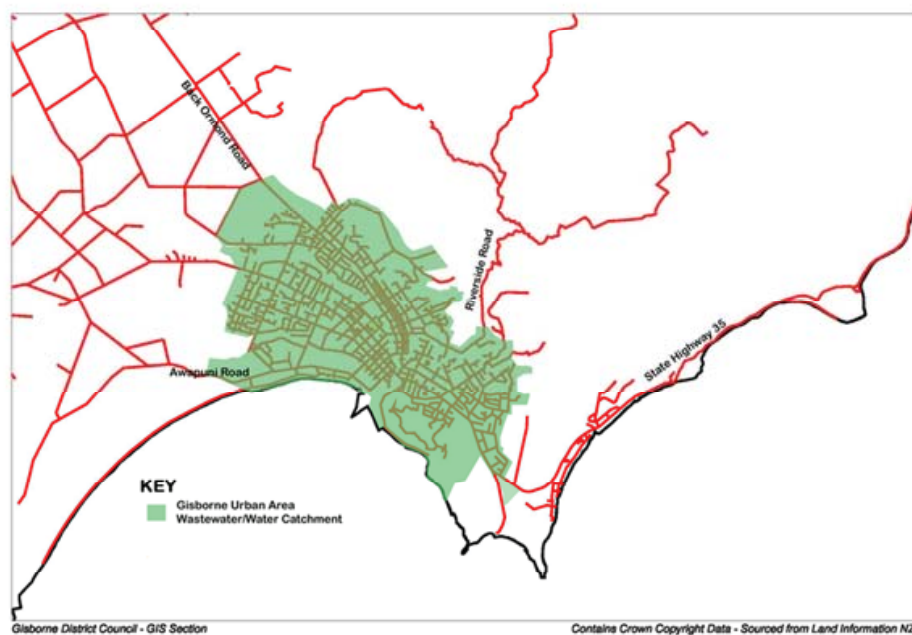 Back Ormond Road
Riverside Road
State Highway 35
Awapuni Road
KEY
Gisborne Urban Area
Wastewater/Water Catchment
Gisborne District Council - GIS Section
Contains Crown Copyright Data - Sourced from Land Information NZ